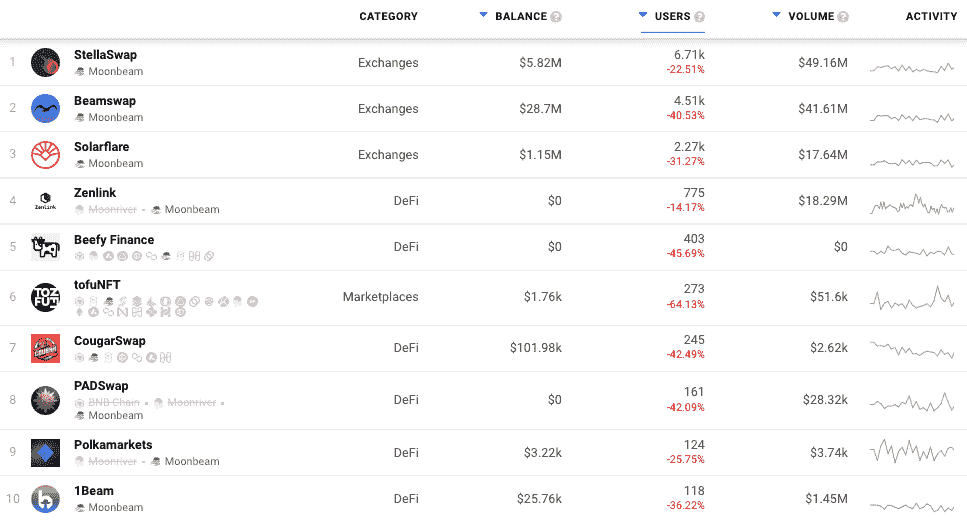 CATEGORY BALANCE ? USERS ? VOLUME ? ACTIVITY
1 StellaSwap Exchanges $5.82M 6.71k $49.16M
Moonbeam -22.51%
2 Beamswap Exchanges $28.7M 4.51k $41.61M
Moonbeam -40.53%
3 Solarflare Exchanges $1.15M 2.27k $17.64M
Moonbeam -31.27%
4 Zenlink Zenlink DeFi $0 775 $18.29M
Moonriver - Moonbeam -14.17%
5 Beefy Finance DeFi $0 403 $0
-45.69%
6 TOZ FUT tofuNFT Marketplaces $1.76k 273 $51.6k
-64.13%
7 CougarSwap DeFi $101.98k 245 $2.62k
-42.49%
8 PADSwap DeFi $0 161 $28.32k
BNB Chain - Moonriver - -42.09%
Moonbeam
9 Polkamarkets DeFi $3.22k 124 $3.74k
Moonriver - Moonbeam -25.75%
10 1Beam DeFi $25.76k 118 $1.45M
Moonbeam -36.22%